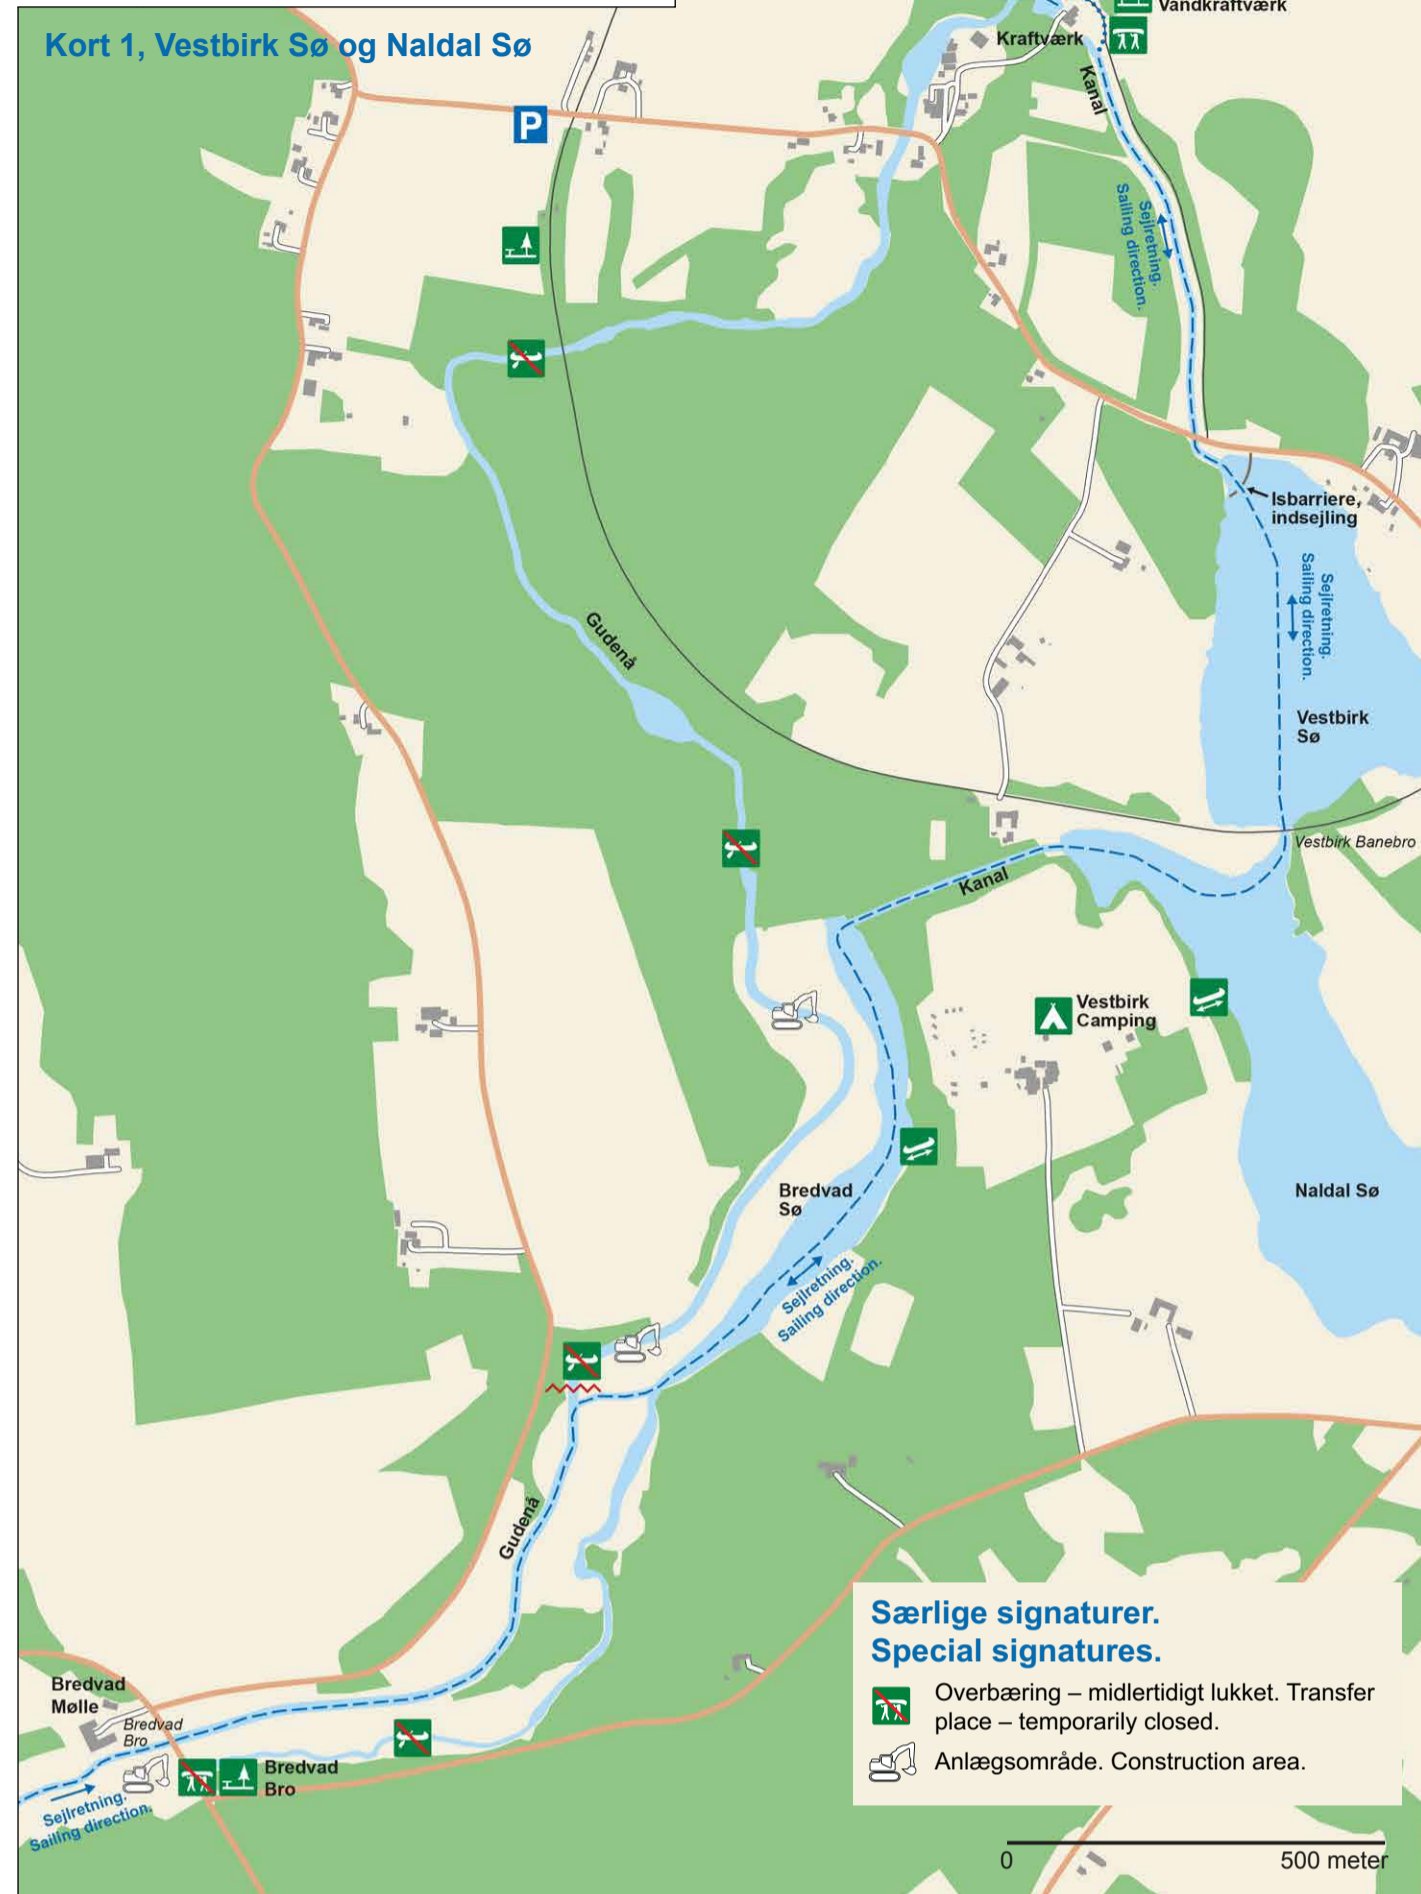 Kort 1, Vestbirk Sø og Naldal Sø
Vandkraftværk
Kraftværk
Kanal
P
Sejlretning.
Sailing direction.
Isbarriere,
indsejling
Sejlretning.
Sailing direction.
Gudenå
Vestbirk
Sø
Vestbirk Banebro
Kanal
Vestbirk
Camping
Bredvad
Sø
Naldal Sø
Sejlretning.
Sailing direction.
Gudenå
Særlige signaturer.
Special signatures.
Overbæring – midlertidigt lukket. Transfer
place – temporarily closed.
Anlægsområde. Construction area.
Bredvad
Mølle
Bredvad
Bro
Bredvad
Bro
Sejlretning.
Sailing direction.
0 500 meter